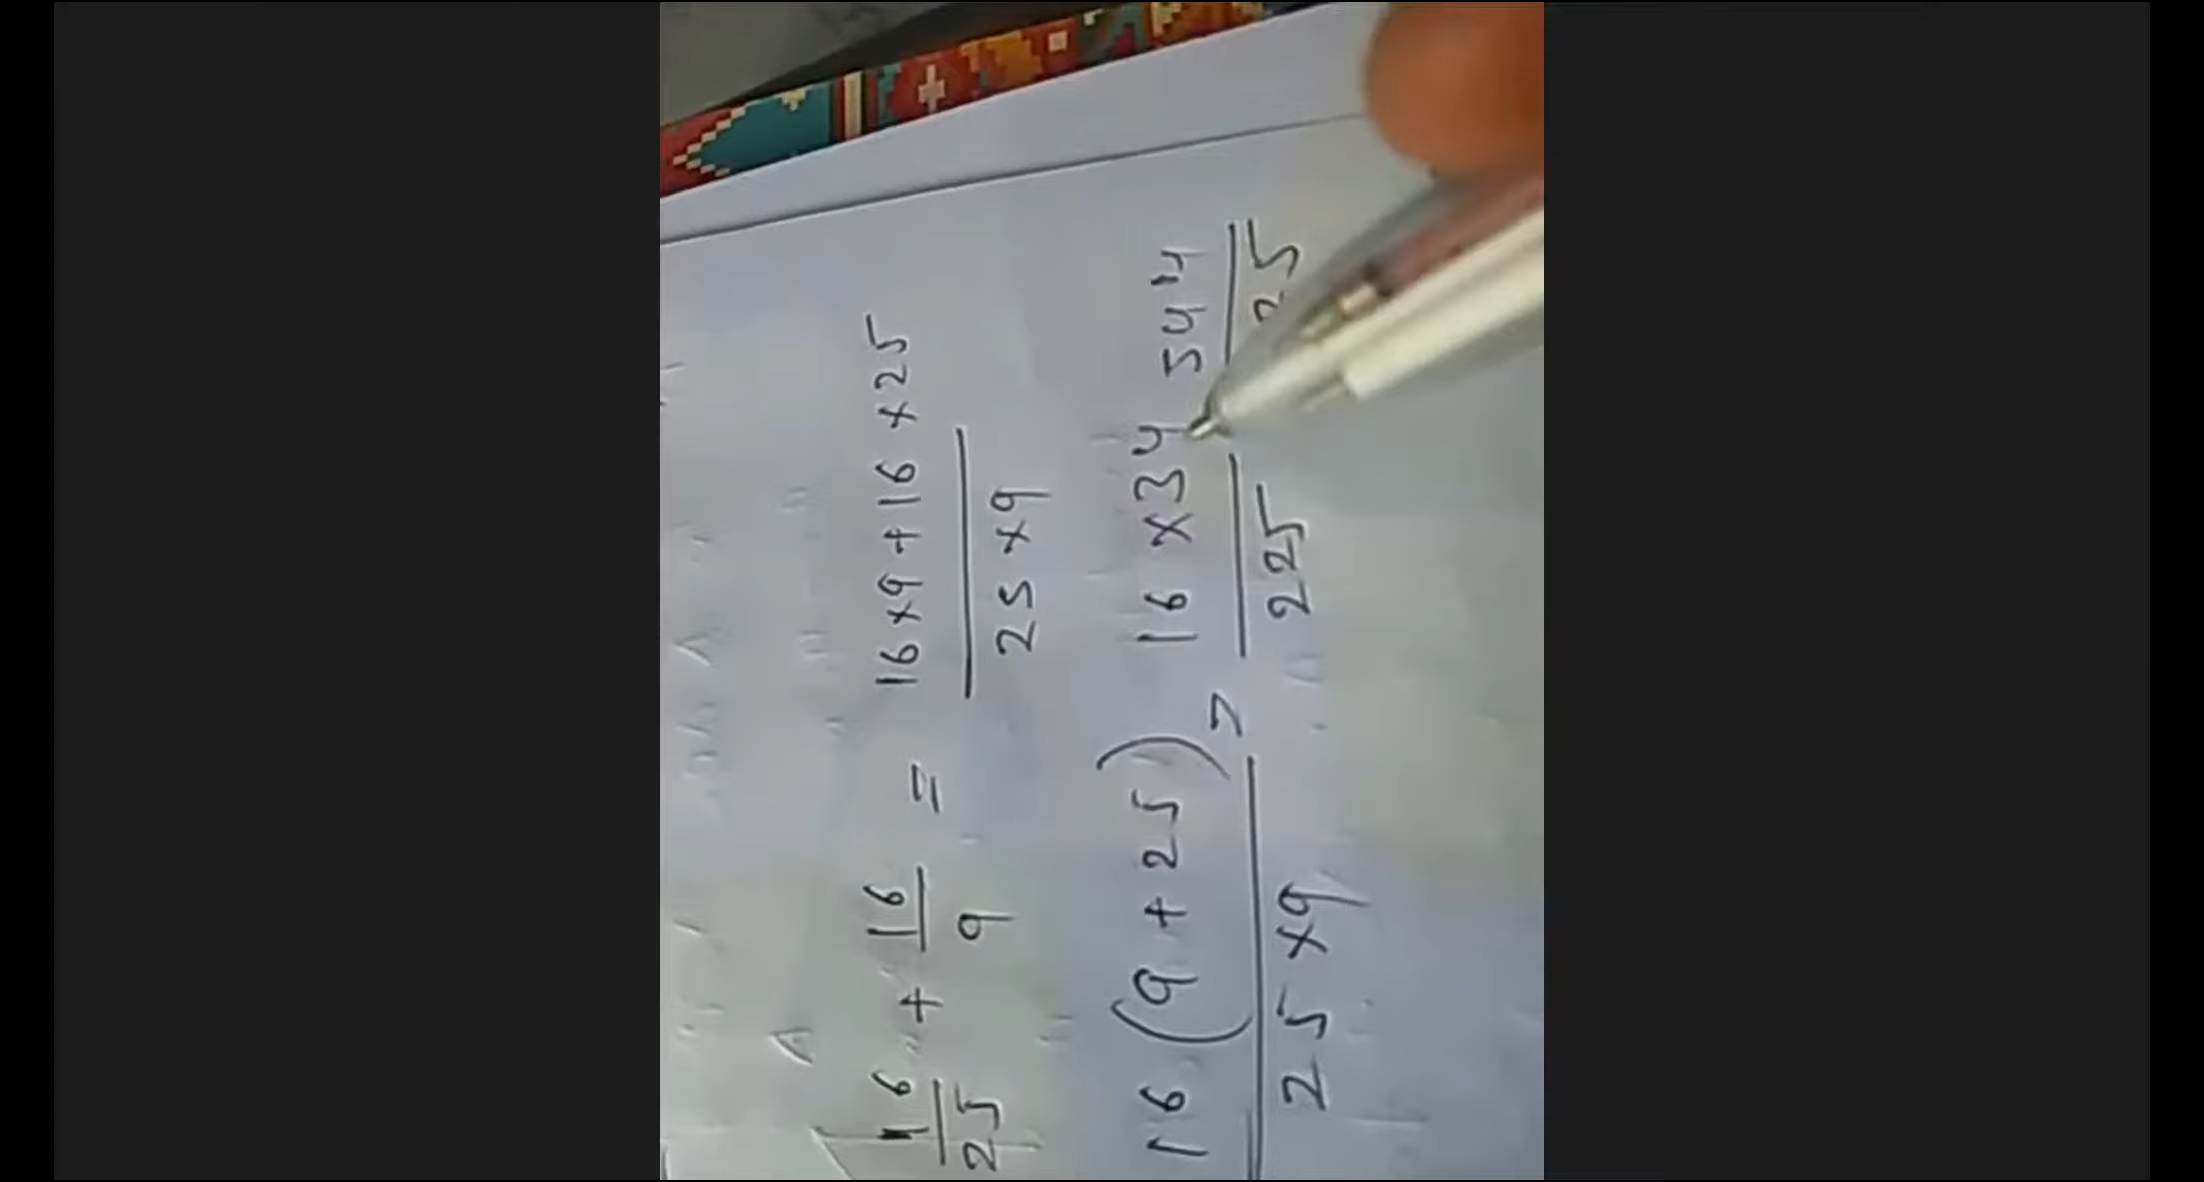 16/25 + 16/9 = 16×9+16×25 / 25×9
16(9+25) / 25×9 = 16×34 / 225 544 / 25